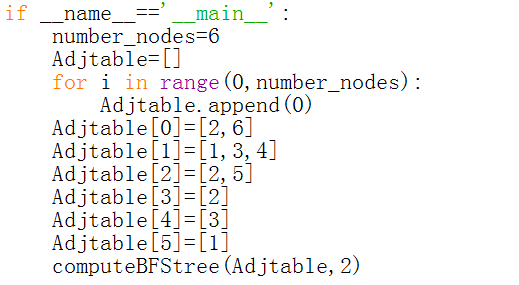 if __name__=='__main__':
    number_nodes=6
    Adjtable=[]
    for i in range(0,number_nodes):
        Adjtable.append(0)
    Adjtable[0]=[2,6]
    Adjtable[1]=[1,3,4]
    Adjtable[2]=[2,5]
    Adjtable[3]=[2]
    Adjtable[4]=[3]
    Adjtable[5]=[1]
    computeBFStree(Adjtable,2)